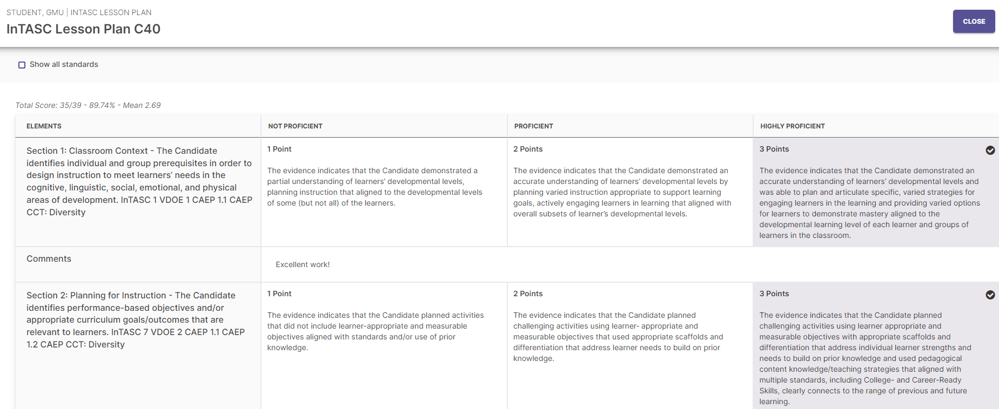 STUDENT, GMU | INTASC LESSON PLAN
InTASC Lesson Plan C40
CLOSE
Show all standards
Total Score: 35/39 - 89.74% - Mean 2.69
ELEMENTS
NOT PROFICIENT
PROFICIENT
HIGHLY PROFICIENT
Section 1: Classroom Context - The Candidate
identifies individual and group prerequisites in order to
design instruction to meet learners’ needs in the
cognitive, linguistic, social, emotional, and physical
areas of development. InTASC 1 VDOE 1 CAEP 1.1 CAEP
CCT: Diversity
1 Point
The evidence indicates that the Candidate demonstrated a
partial understanding of learners’ developmental levels,
planning instruction that aligned to the developmental levels
of some (but not all) of the learners.
2 Points
The evidence indicates that the Candidate demonstrated an
accurate understanding of learners’ developmental levels by
planning varied instruction appropriate to support learning
goals, actively engaging learners in learning that aligned with
overall subsets of learner’s developmental levels.
3 Points
The evidence indicates that the Candidate demonstrated an
accurate understanding of learners’ developmental levels and
was able to plan and articulate specific, varied strategies for
engaging learners in the learning and providing varied options
for learners to demonstrate mastery aligned to the
developmental learning level of each learner and groups of
learners in the classroom.
Comments
Excellent work!
Section 2: Planning for Instruction - The Candidate
identifies performance-based objectives and/or
appropriate curriculum goals/outcomes that are
relevant to learners. InTASC 7 VDOE 2 CAEP 1.1 CAEP
1.2 CAEP CCT: Diversity
1 Point
The evidence indicates that the Candidate planned activities
that did not include learner-appropriate and measurable
objectives aligned with standards and/or use of prior
knowledge.
2 Points
The evidence indicates that the Candidate planned
challenging activities using learner- appropriate and
measurable objectives that used appropriate scaffolds and
differentiation that address learner needs to build on prior
knowledge.
3 Points
The evidence indicates that the Candidate planned
challenging activities using learner appropriate and
measurable objectives with appropriate scaffolds and
differentiation that address individual learner strengths and
needs to build on prior knowledge and used pedagogical
content knowledge/teaching strategies that aligned with
multiple standards, including College- and Career-Ready
Skills, clearly connects to the range of previous and future
learning.